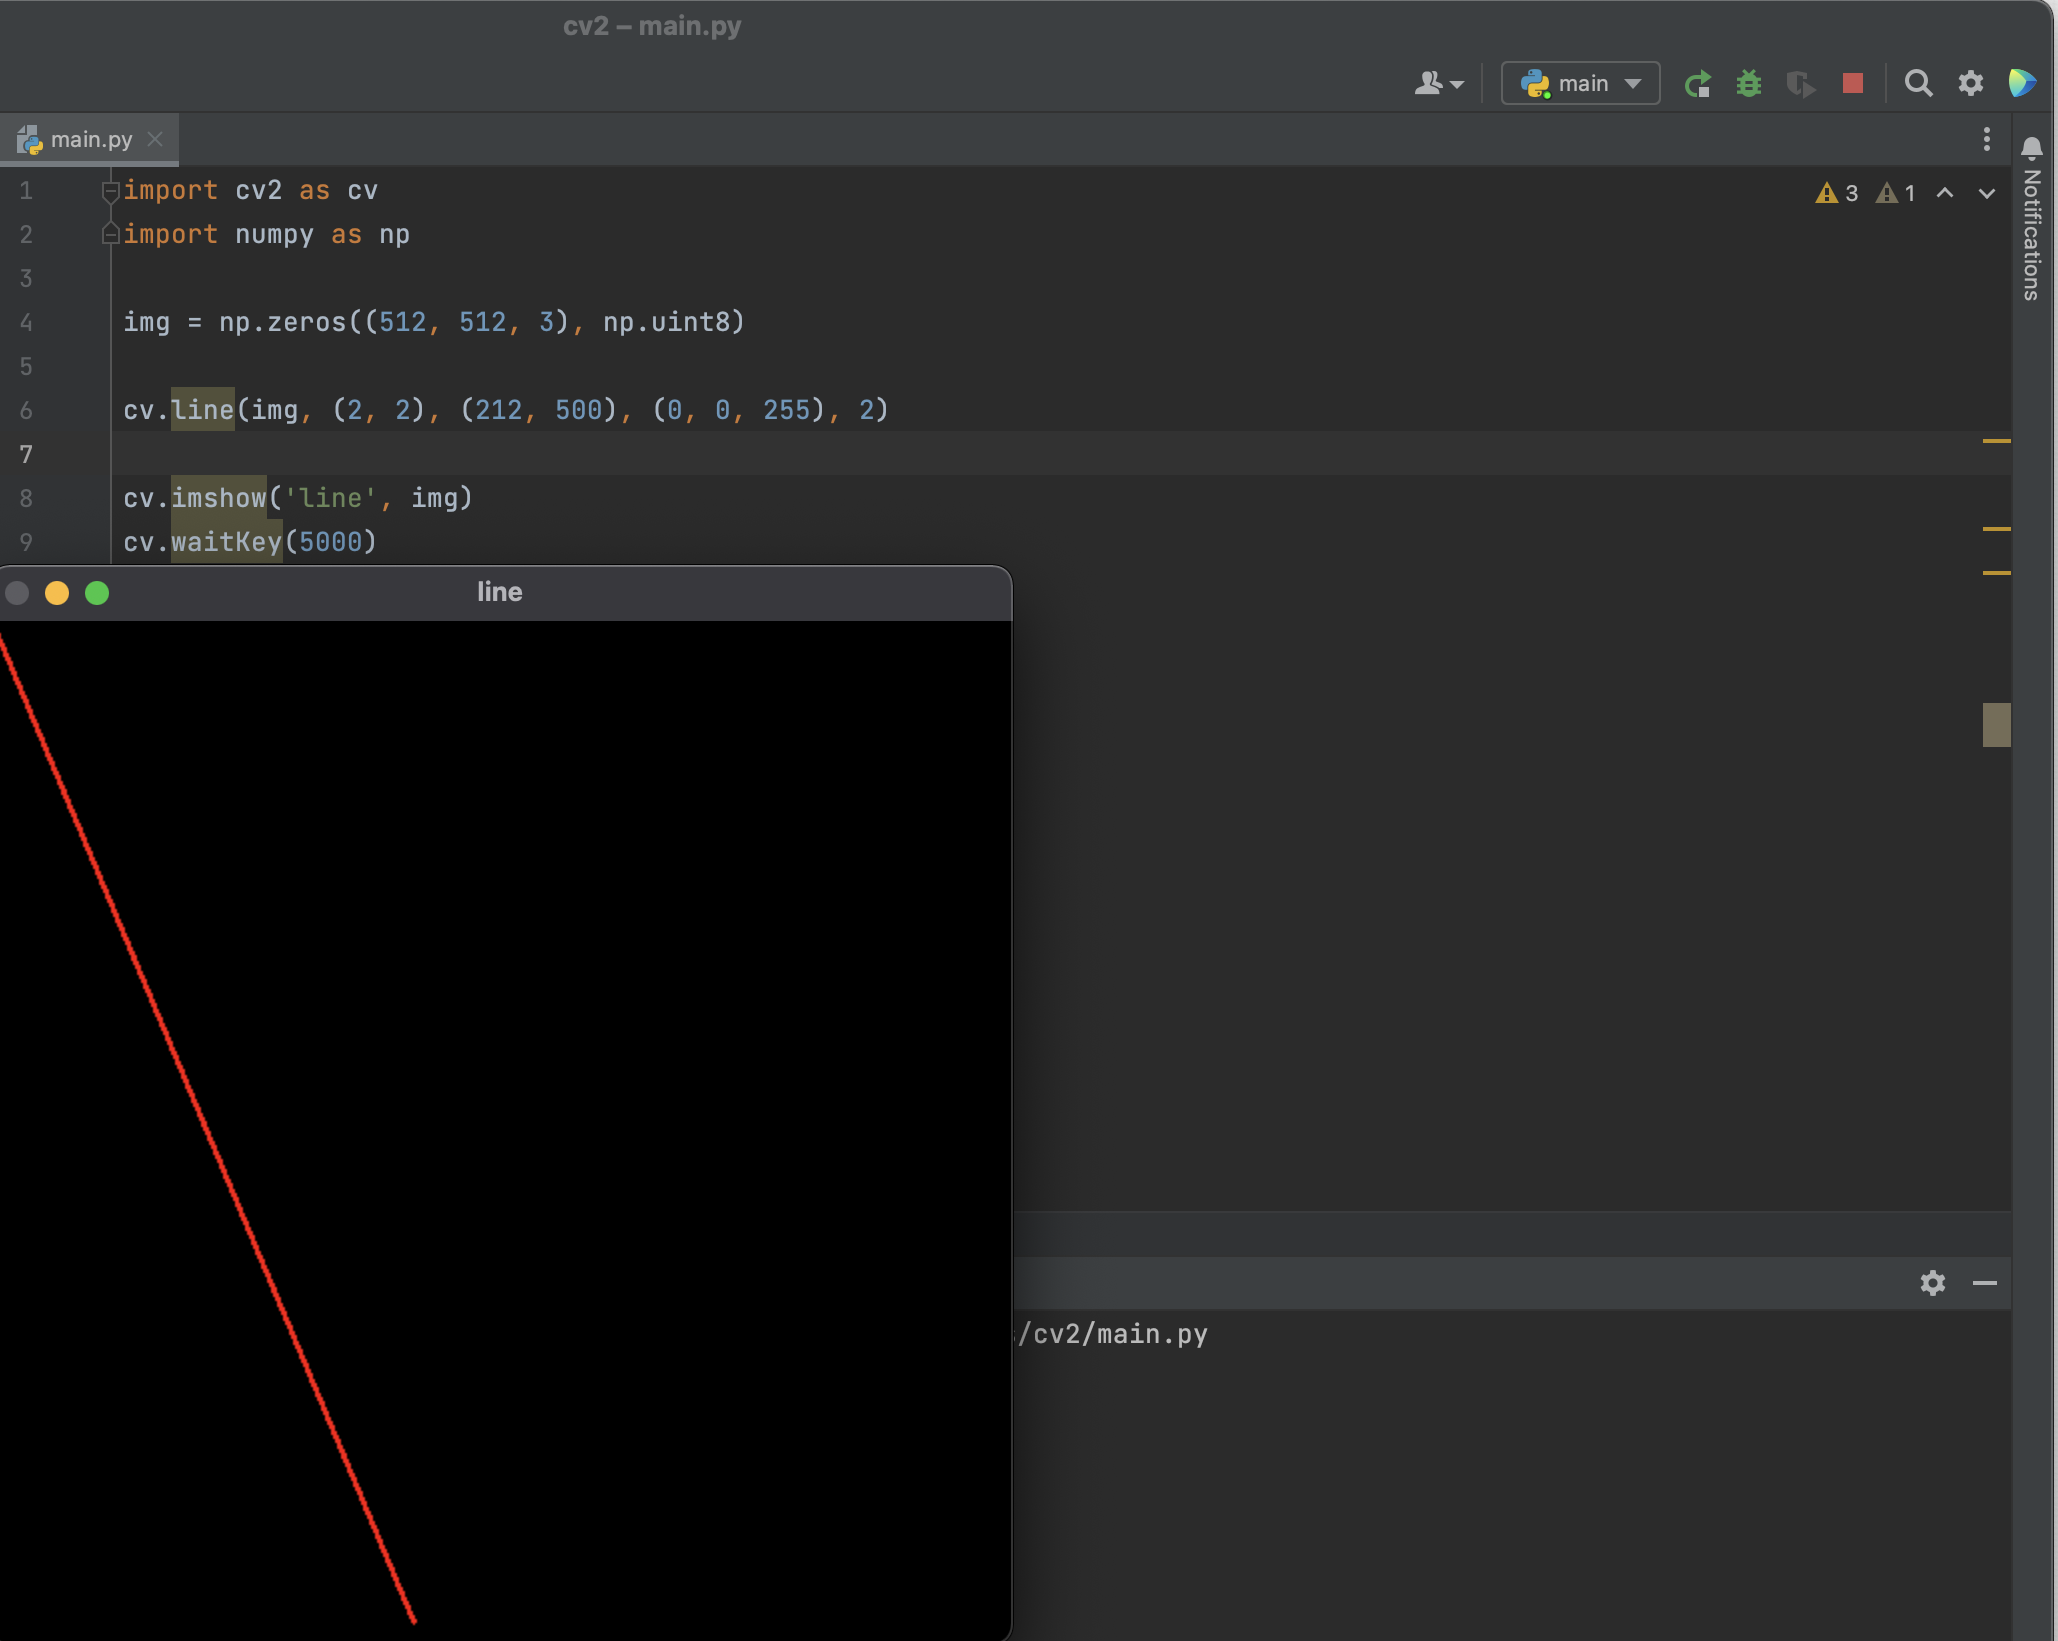 cv2 – main.py
main
main.py
3 1
Notifications
1 import cv2 as cv
2 import numpy as np
3
4 img = np.zeros((512, 512, 3), np.uint8)
5
6 cv.line(img, (2, 2), (212, 500), (0, 0, 255), 2)
7
8 cv.imshow('line', img)
9 cv.waitKey(5000)
line
/cv2/main.py